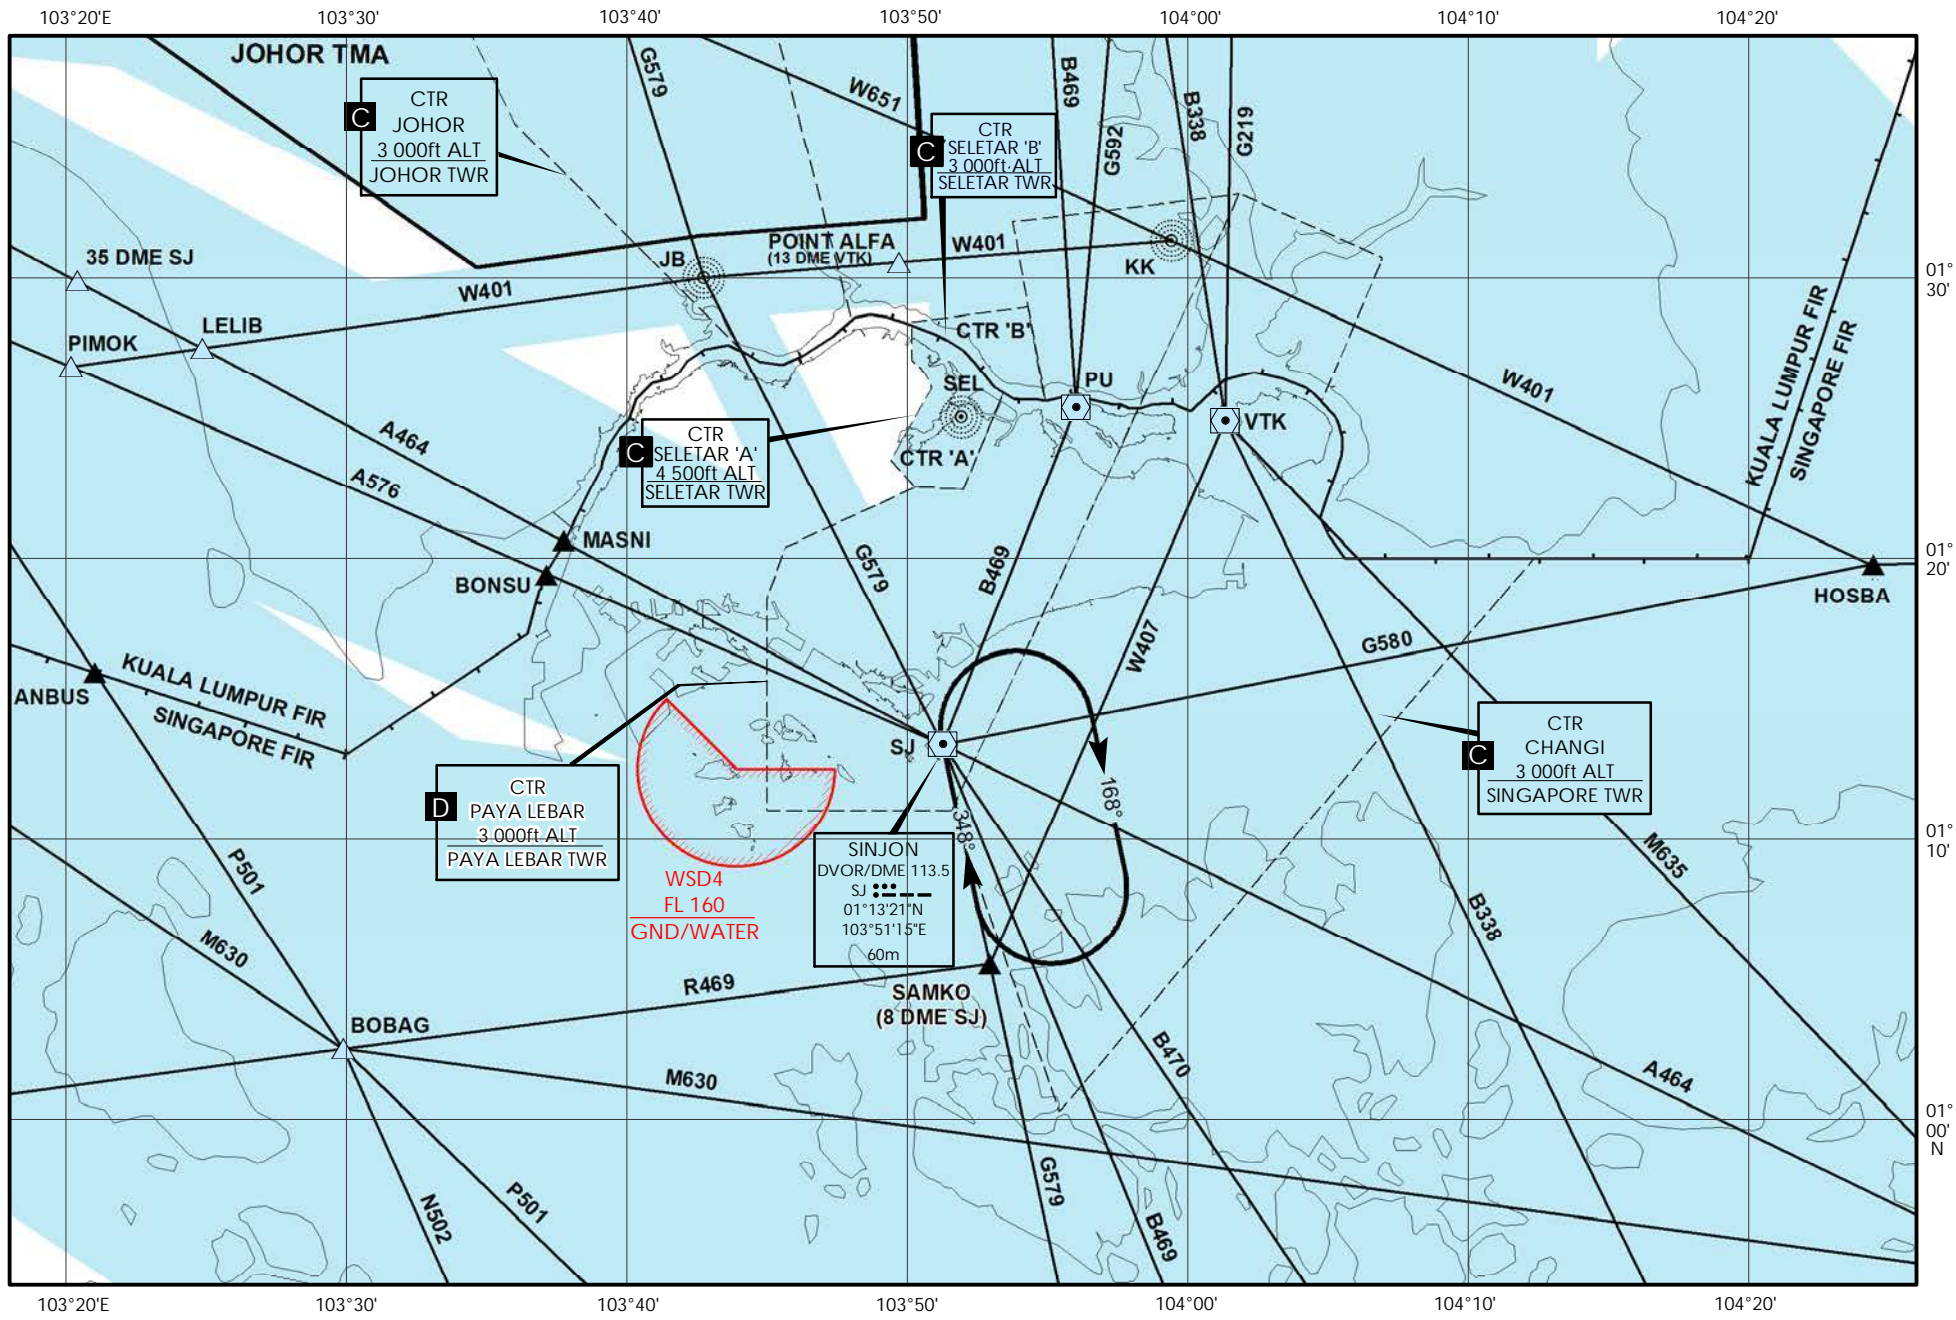 103°20'E
103°30'
103°40'
103°50'
104°00'
104°10'
104°20'
JOHOR TMA
C
CTR
JOHOR
3 000ft ALT
JOHOR TWR
G579
W651
C
CTR
SELETAR 'B'
3 000ft ALT
SELETAR TWR
B469
G592
B338
G219
35 DME SJ
W401
JB
POINT ALFA
(13 DME VTK)
W401
KK
01°
30'
PIMOK
LELIB
CTR 'B'
KUALA LUMPUR FIR
SINGAPORE FIR
W401
SEL
PU
VTK
A464
A576
C
CTR
SELETAR 'A'
4 500ft ALT
SELETAR TWR
CTR 'A'
MASNI
BONSU
G579
B469
01°
20'
HOSBA
G580
W407
ANBUS
KUALA LUMPUR FIR
SINGAPORE FIR
SJ
C
CTR
CHANGI
3 000ft ALT
SINGAPORE TWR
D
CTR
PAYA LEBAR
3 000ft ALT
PAYA LEBAR TWR
168°
348°
01°
10'
SINJON
DVOR/DME 113.5
SJ
01°13'21"N
103°51'15"E
60m
WSD4
FL 160
GND/WATER
P501
M635
B338
M630
R469
SAMKO
(8 DME SJ)
BOBAG
B470
M630
A464
01°
00'
N
G579
B469
N502
P501
103°20'E
103°30'
103°40'
103°50'
104°00'
104°10'
104°20'